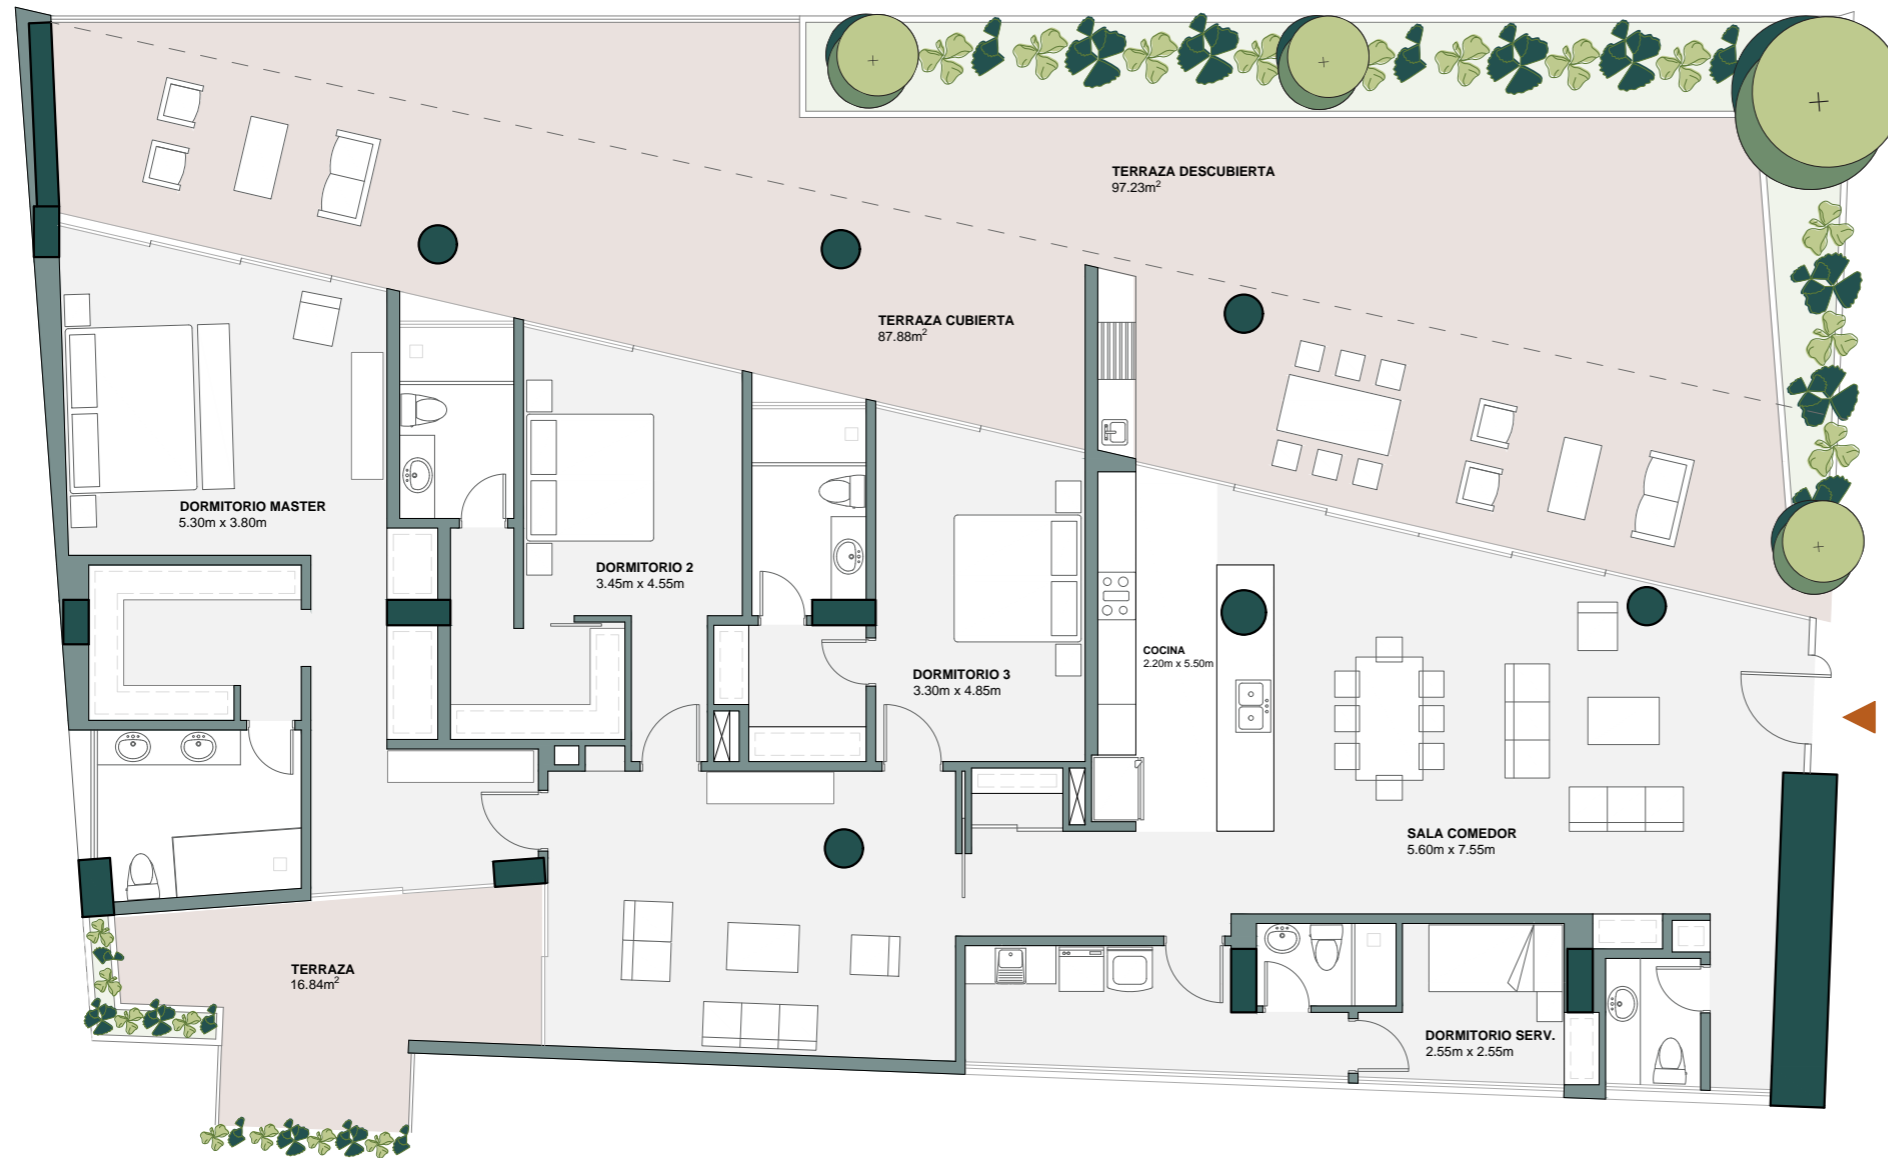 TERRAZA DESCUBIERTA
97.23m²
TERRAZA CUBIERTA
87.88m²
DORMITORIO MASTER
5.30m x 3.80m
DORMITORIO 2
3.45m x 4.55m
DORMITORIO 3
3.30m x 4.85m
COCINA
2.20m x 5.50m
SALA COMEDOR
5.60m x 7.55m
TERRAZA
16.84m²
DORMITORIO SERV.
2.55m x 2.55m